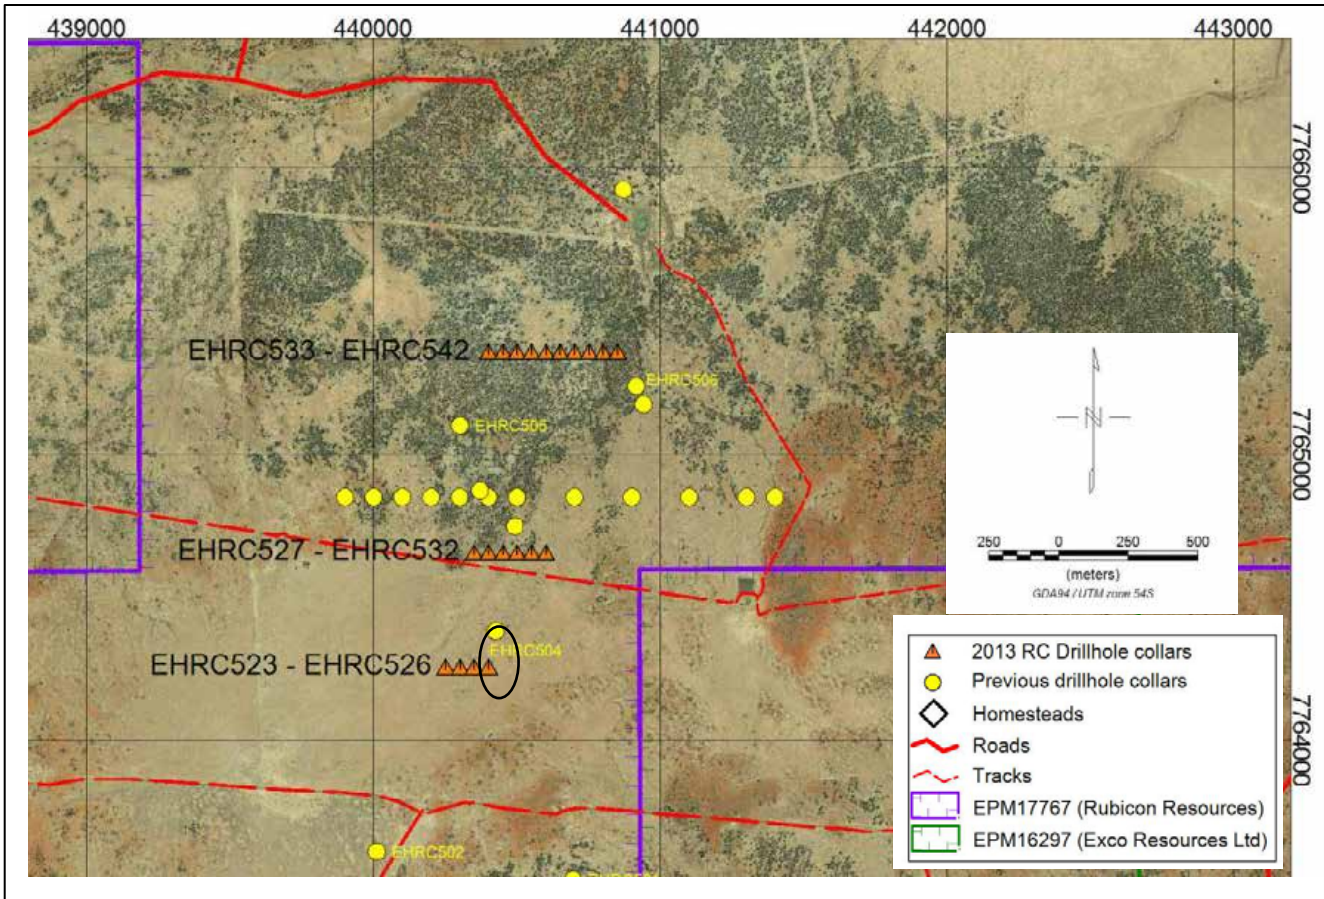 439000 440000 441000 442000 443000
7766000
EHRC533 - EHRC542
EHRC506
EHRC505
7765000
EHRC527 - EHRC532
N
250 0 250 500
(meters)
GDA94 / UTM zone 54S
EHRC504
EHRC523 - EHRC526
7764000
EHRC502
2013 RC Drillhole collars
Previous drillhole collars
Homesteads
Roads
Tracks
EPM17767 (Rubicon Resources)
EPM16297 (Exco Resources Ltd)